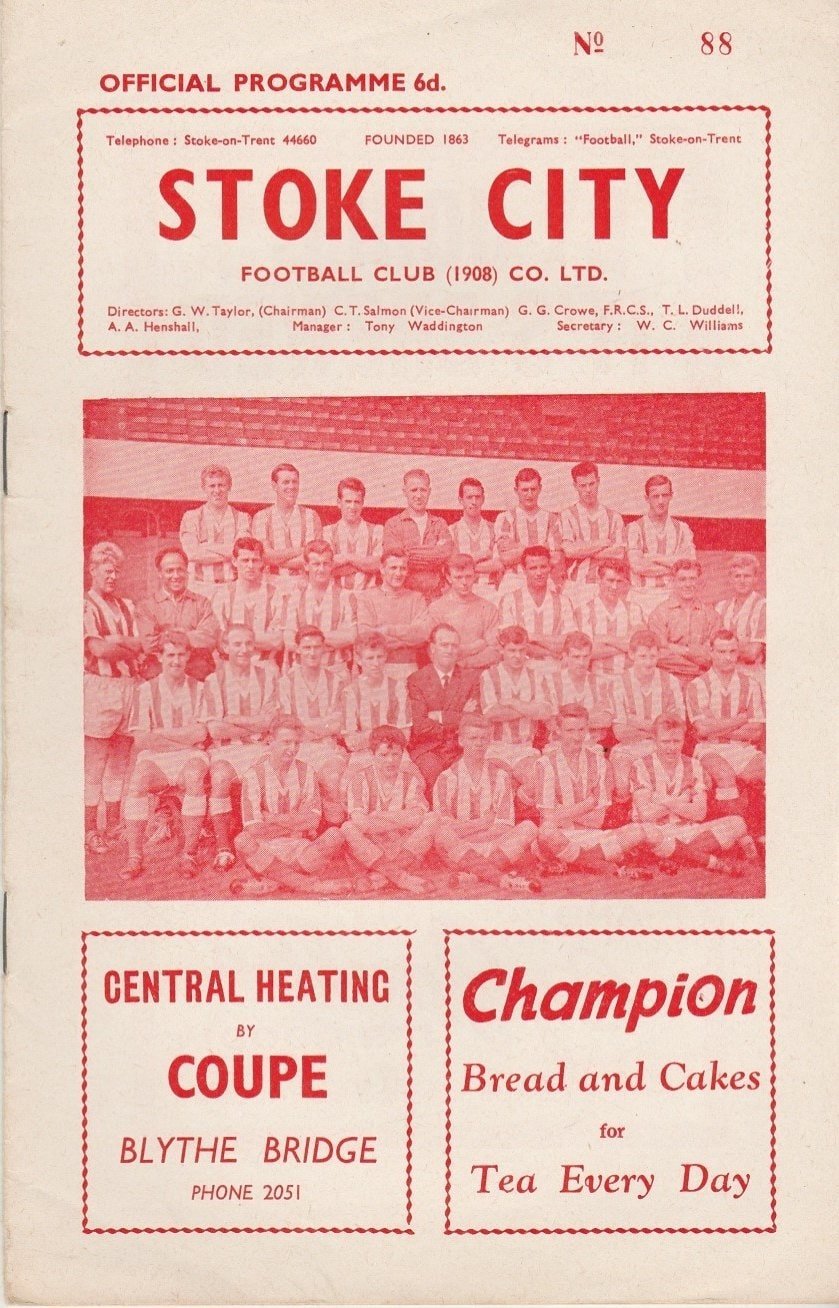 Nº 88
OFFICIAL PROGRAMME 6d.
Telephone : Stoke-on-Trent 44660 FOUNDED 1863 Telegrams : "Football," Stoke-on-Trent
STOKE CITY
FOOTBALL CLUB (1908) CO. LTD.
Directors: G. W. Taylor, (Chairman) C. T. Salmon (Vice-Chairman) G. G. Crowe, F.R.C.S., T. L. Duddell,
A. A. Henshall, Manager : Tony Waddington Secretary : W. C. Williams
CENTRAL HEATING
BY
COUPE
BLYTHE BRIDGE
PHONE 2051
Champion
Bread and Cakes
for
Tea Every Day